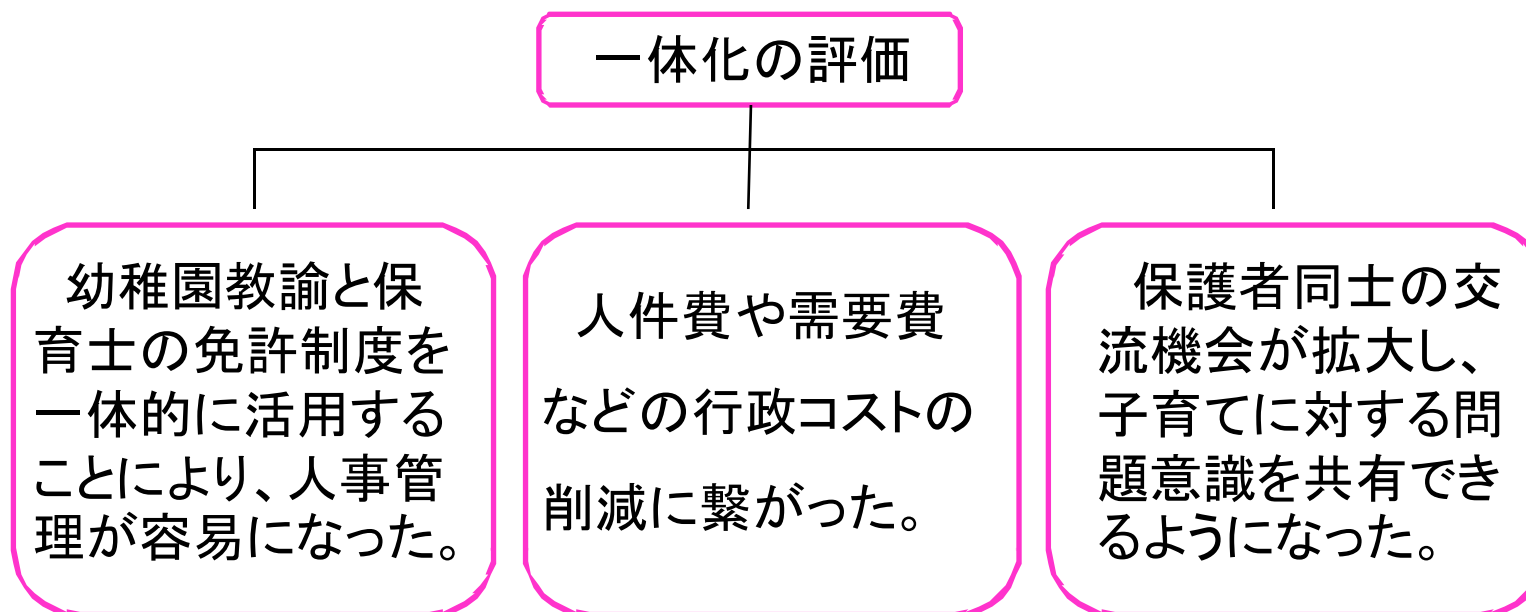 一体化の評価
幼稚園教諭と保
育士の免許制度を
一体的に活用する
ことにより、人事管
理が容易になった。
人件費や需要費
などの行政コストの
削減に繋がった。
保護者同士の交
流機会が拡大し、
子育てに対する問
題意識を共有でき
るようになった。